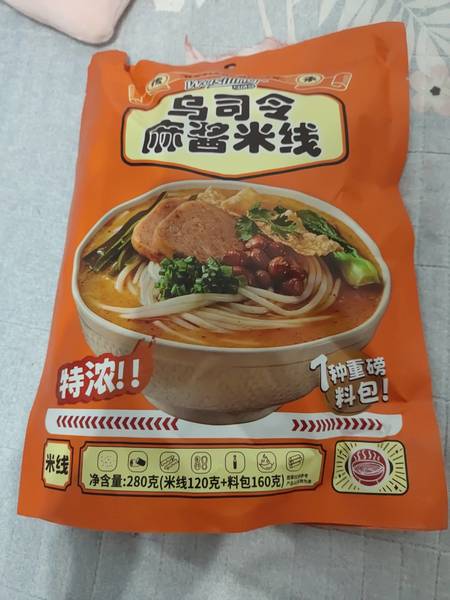 乌司令
麻酱米线
特浓!!
7种重磅
料包!
米线
净含量:280克(米线120克+料包160克)